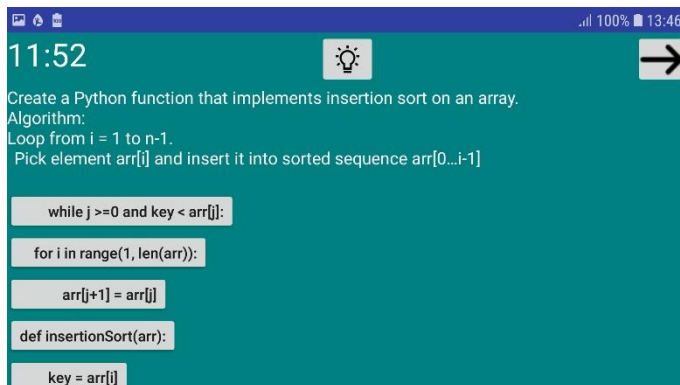 100% 13:46
11:52
Create a Python function that implements insertion sort on an array.
Algorithm:
Loop from i = 1 to n-1.
Pick element arr[i] and insert it into sorted sequence arr[0...i-1]
while j >=0 and key < arr[j]:
for i in range(1, len(arr)):
arr[j+1] = arr[j]
def insertionSort(arr):
key = arr[i]